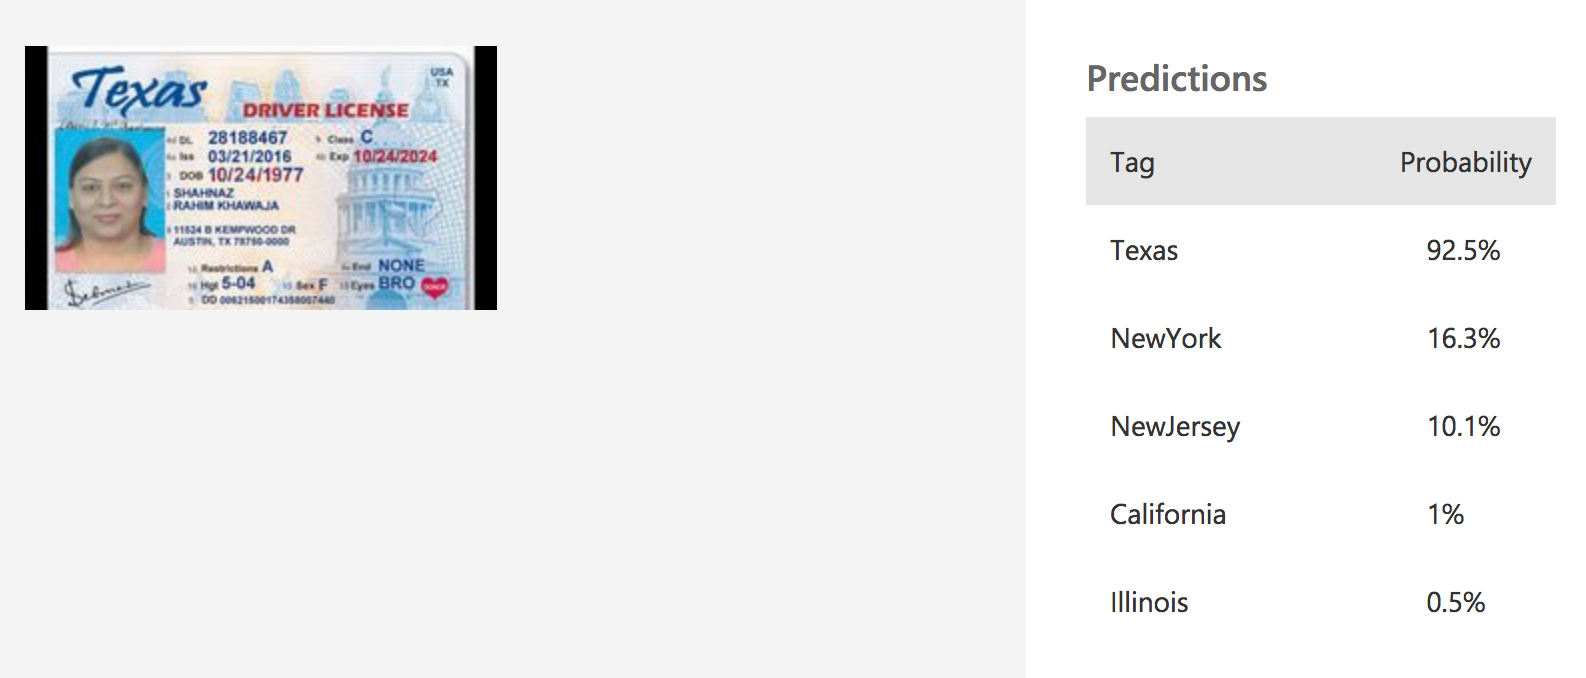 Texas
USA
TX
DRIVER LICENSE
4d DL 28188467 9 Class C
4a Iss 03/21/2016 4b Exp 10/24/2024
3 DOB 10/24/1977
1 SHAHNAZ
2 RAHIM KHAWAJA
8 11524 B KEMPWOOD DR
AUSTIN, TX 78750-0000
12 Restrictions A 9a End NONE
16 Hgt 5-04 15 Sex F 18 Eyes BRO DONOR
5 DD
Predictions
Tag Probability
Texas 92.5%
NewYork 16.3%
NewJersey 10.1%
California 1%
Illinois 0.5%